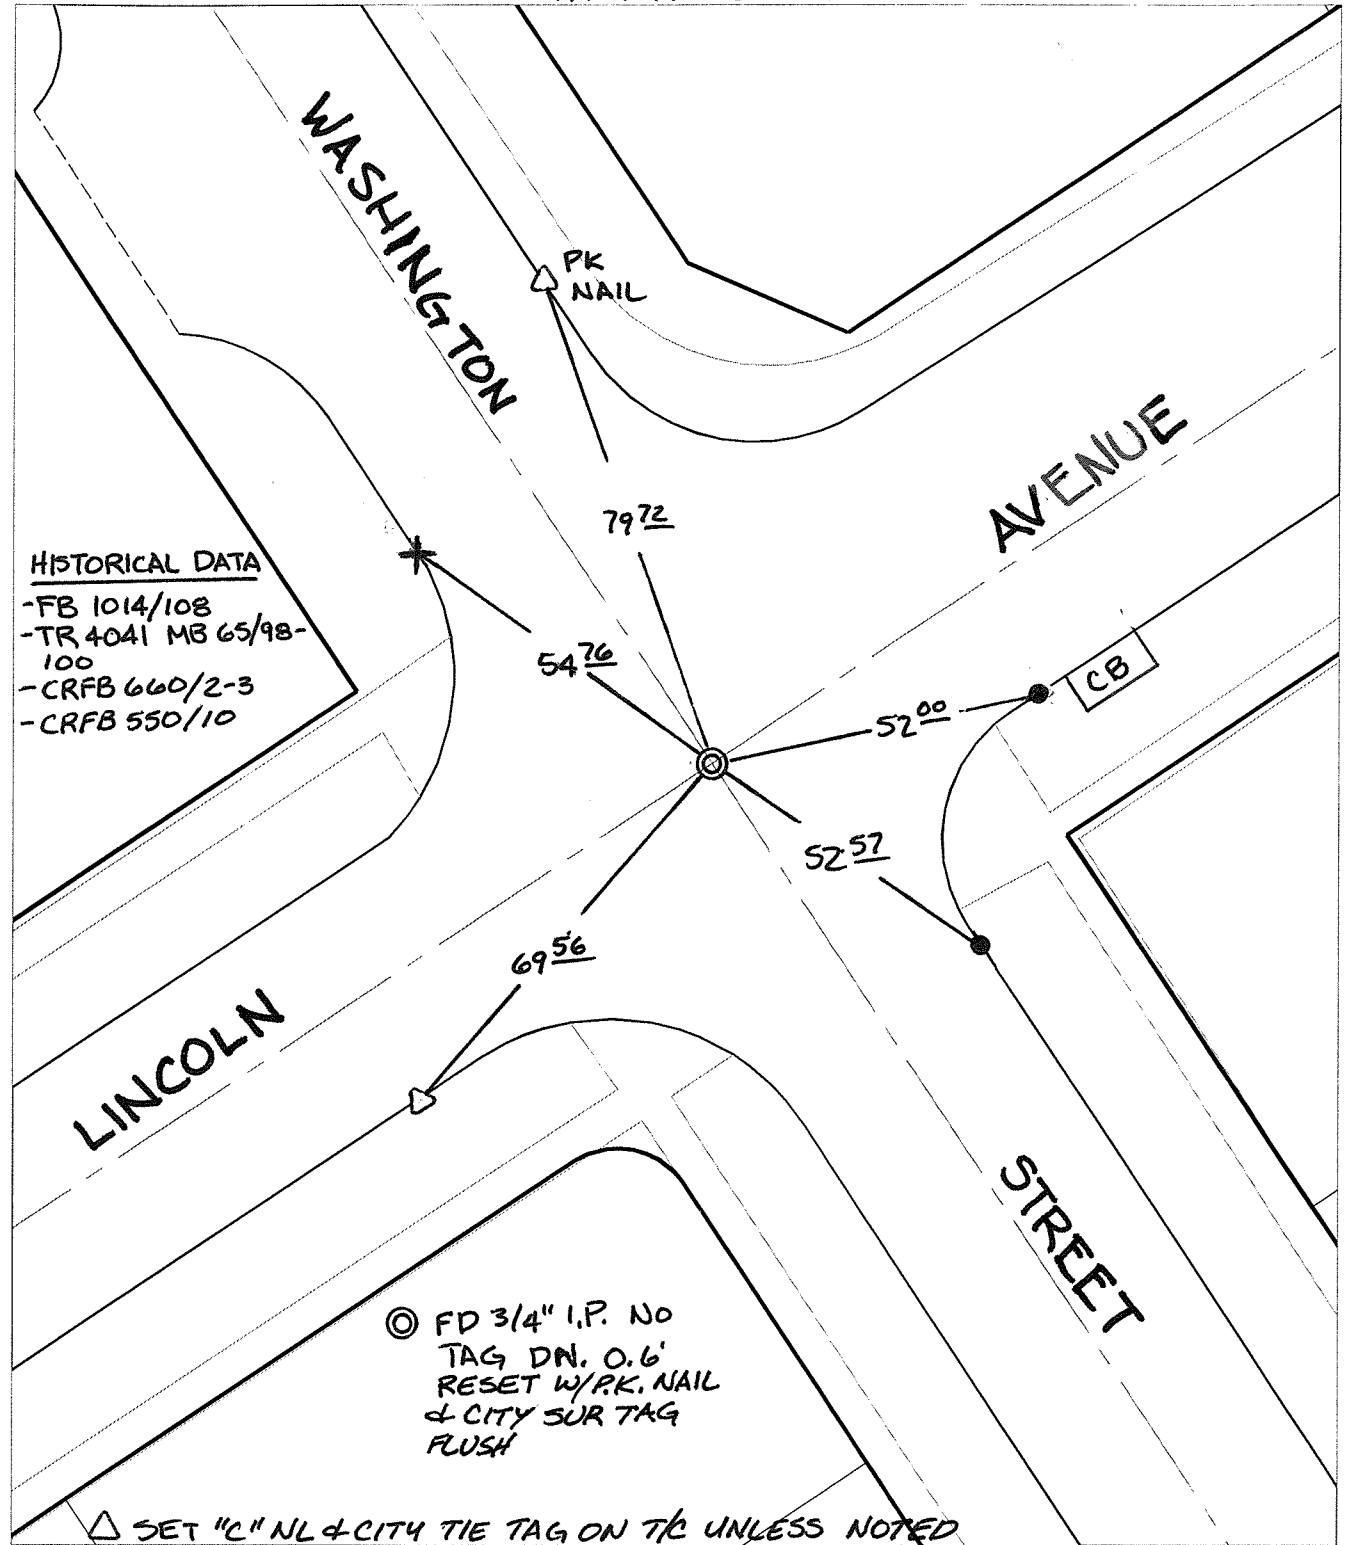 WASHINGTON
PK
NAIL
AVENUE
79 72
HISTORICAL DATA
-FB 1014/108
-TR 4041 MB 65/98-
100
-CRFB 660/2-3
-CRFB 550/10
54 76
CB
52 00
52 57
69 56
LINCOLN
STREET
FD 3/4" I.P. NO
TAG DN. 0.6'
RESET W/P.K. NAIL
& CITY SUR TAG
FLUSH
SET "C" NL & CITY TIE TAG ON T/C UNLESS NOTED